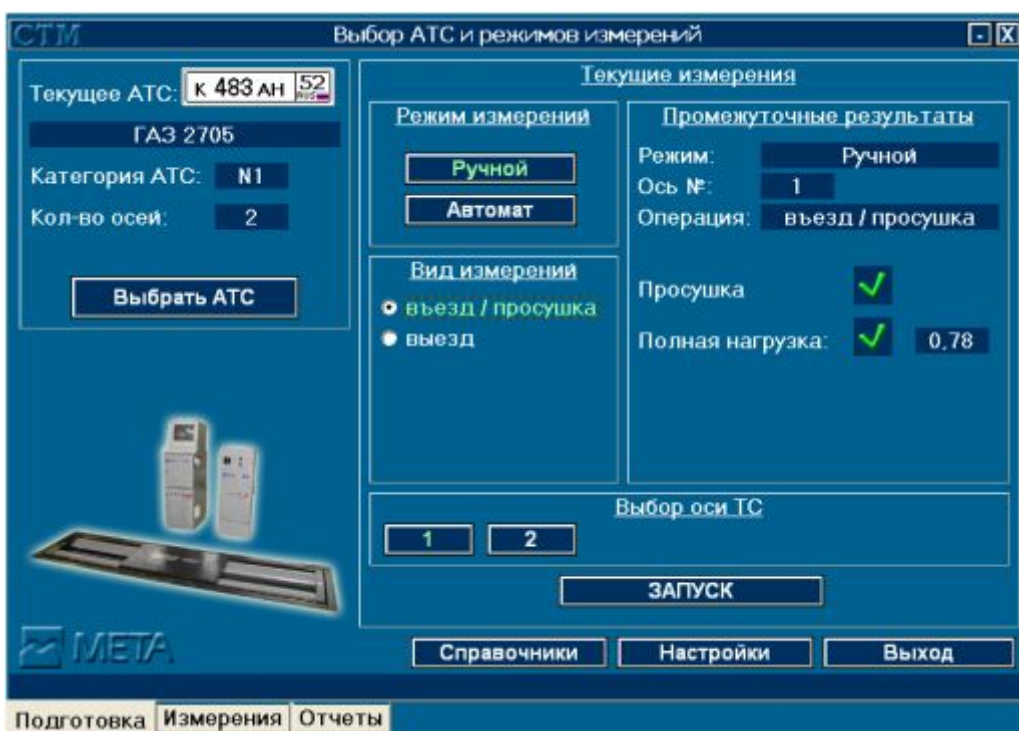 СТМ
Выбор АТС и режимов измерений
Текущее АТС: К 483 АН 52 RUS
ГАЗ 2705
Категория АТС: N1
Кол-во осей: 2
Выбрать АТС
МЕТА
Текущие измерения
Режим измерений
Ручной
Автомат
Вид измерений
въезд / просушка
выезд
Промежуточные результаты
Режим: Ручной
Ось №: 1
Операция: въезд / просушка
Просушка
Полная нагрузка: 0,78
Выбор оси ТС
1 2
ЗАПУСК
Справочники Настройки Выход
Подготовка Измерения Отчеты